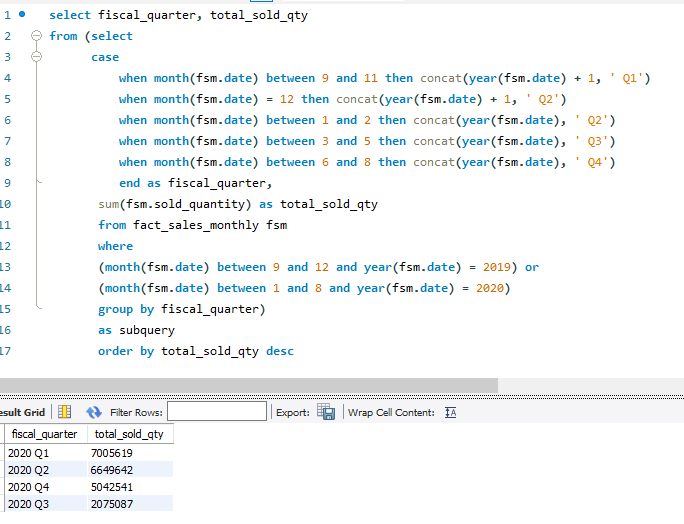 1 select fiscal_quarter, total_sold_qty
2 from (select
3 case
4 when month(fsm.date) between 9 and 11 then concat(year(fsm.date) + 1, ' Q1')
5 when month(fsm.date) = 12 then concat(year(fsm.date) + 1, ' Q2')
6 when month(fsm.date) between 1 and 2 then concat(year(fsm.date), ' Q2')
7 when month(fsm.date) between 3 and 5 then concat(year(fsm.date), ' Q3')
8 when month(fsm.date) between 6 and 8 then concat(year(fsm.date), ' Q4')
9 end as fiscal_quarter,
10 sum(fsm.sold_quantity) as total_sold_qty
11 from fact_sales_monthly fsm
12 where
13 (month(fsm.date) between 9 and 12 and year(fsm.date) = 2019) or
14 (month(fsm.date) between 1 and 8 and year(fsm.date) = 2020)
15 group by fiscal_quarter)
16 as subquery
17 order by total_sold_qty desc
esult Grid Filter Rows: Export: Wrap Cell Content: IA
fiscal_quarter total_sold_qty
2020 Q1 7005619
2020 Q2 6649642
2020 Q4 5042541
2020 Q3 2075087